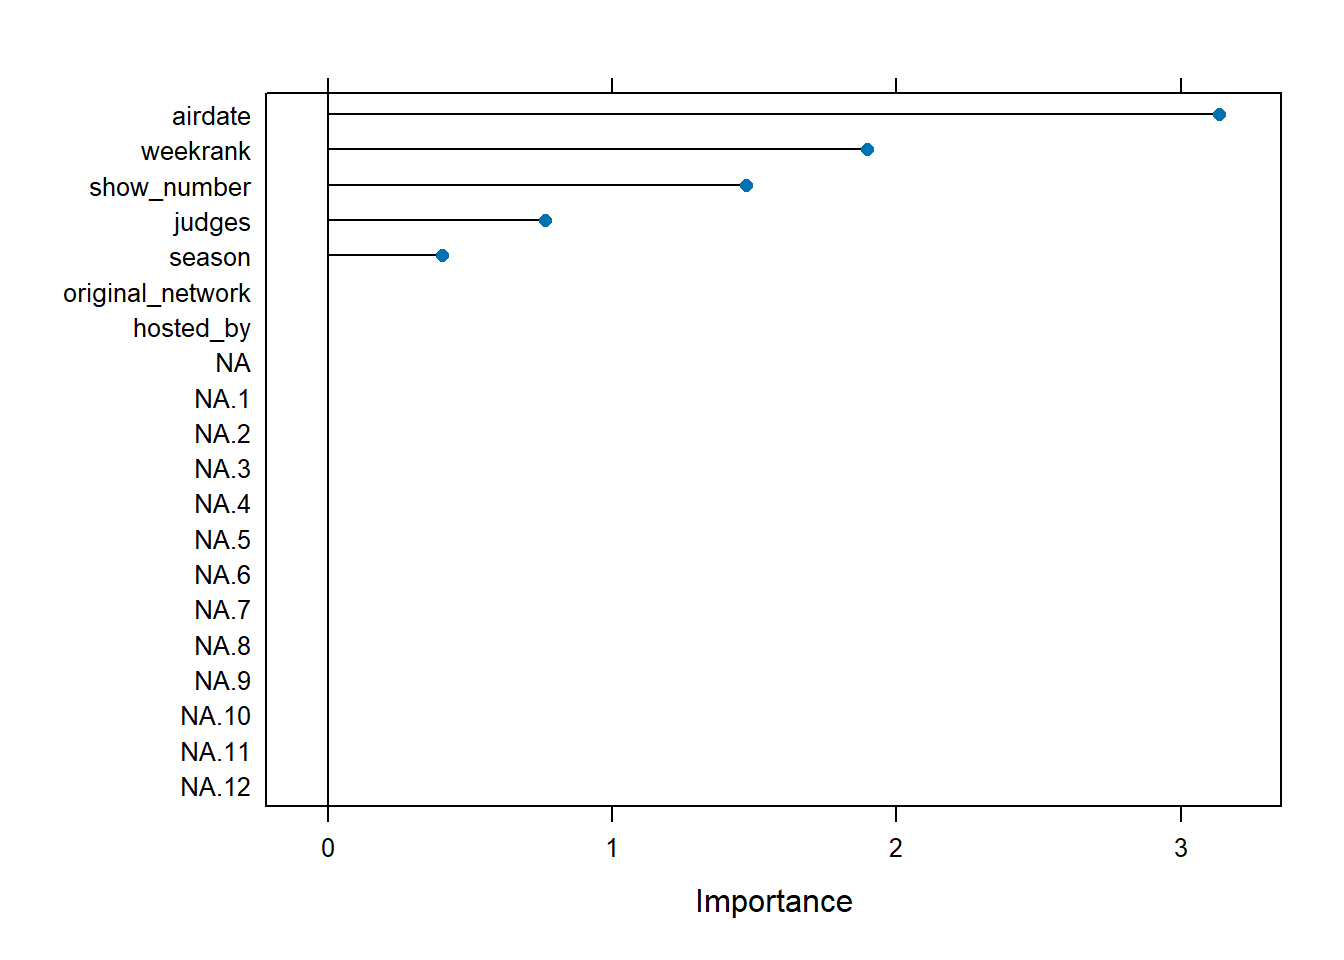 airdate
weekrank
show_number
judges
season
original_network
hosted_by
NA
NA.1
NA.2
NA.3
NA.4
NA.5
NA.6
NA.7
NA.8
NA.9
NA.10
NA.11
NA.12
0 1 2 3
Importance